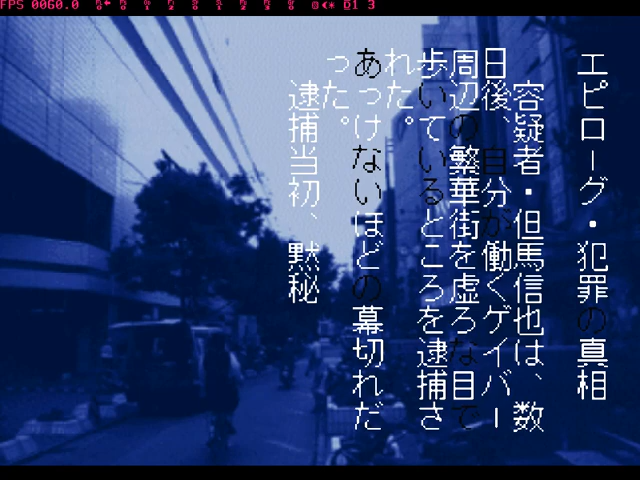 FPS 0060.0
エピローグ・犯罪の真相
容疑者・但馬信也は、数
日後、自分が働くゲイバー
周辺の繁華街を虚ろな目で
歩いているところを逮捕さ
れた。
あっけないほどの幕切れだ
った。
逮捕当初、黙秘